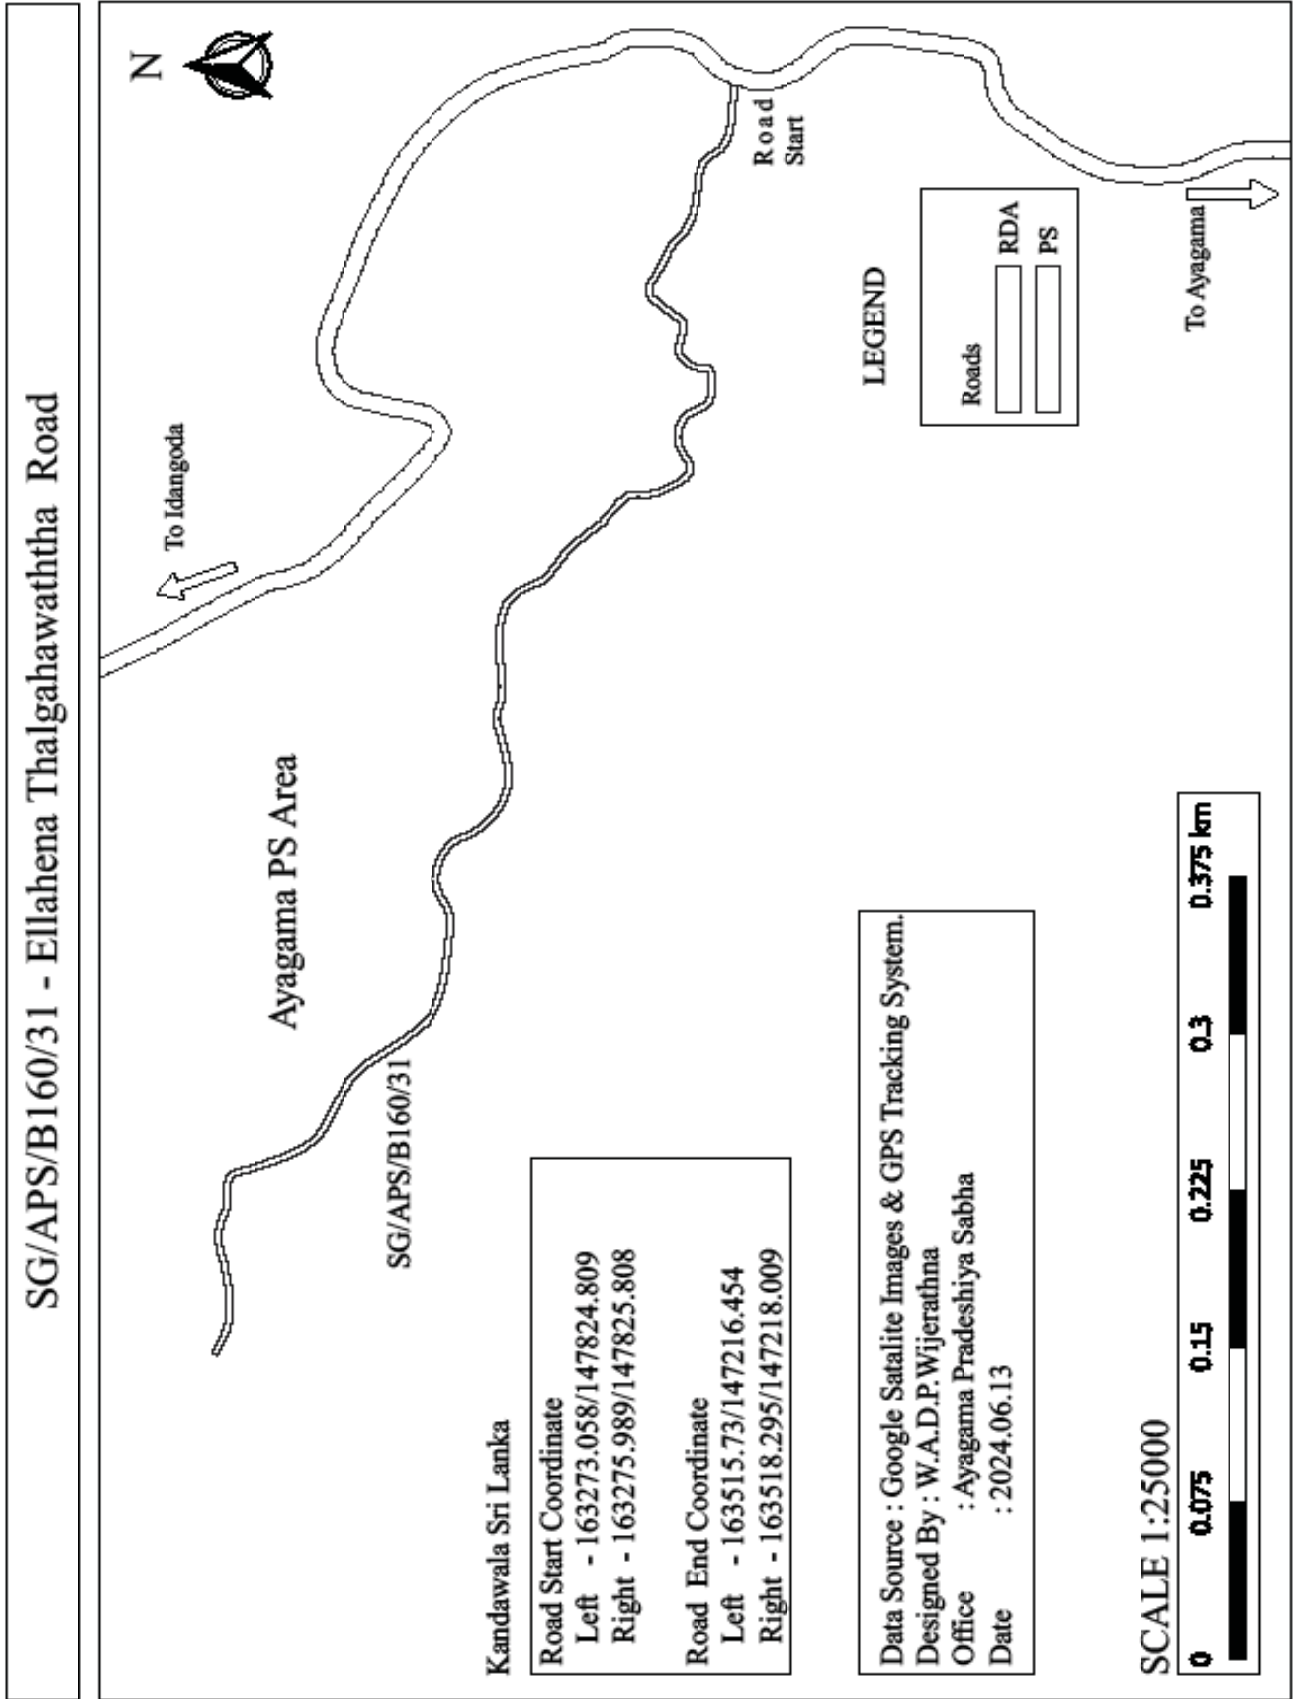 SG/APS/B160/31 - Ellahena Thalgahawaththa Road
N
To Idangoda
Road
Start
Ayagama PS Area
SG/APS/B160/31
LEGEND
Roads
RDA
PS
To Ayagama
Kandawala Sri Lanka
Road Start Coordinate
Left - 163273.058/147824.809
Right - 163275.989/147825.808
Road End Coordinate
Left - 163515.73/147216.454
Right - 163518.295/147218.009
Data Source : Google Satalite Images & GPS Tracking System.
Designed By : W.A.D.P.Wijerathna
Office : Ayagama Pradeshiya Sabha
Date : 2024.06.13
SCALE 1:25000
0 0.075 0.15 0.225 0.3 0.375 km